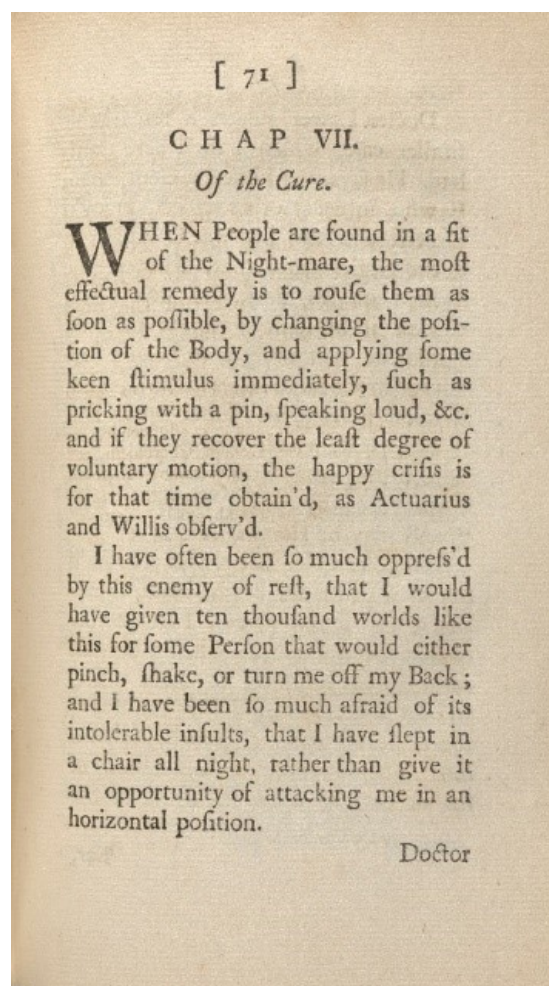 [ 71 ]
CHAP VII.
Of the Cure.
WHEN People are found in a fit
of the Night-mare, the moſt
effectual remedy is to rouſe them as
ſoon as poſſible, by changing the poſi-
tion of the Body, and applying ſome
keen ſtimulus immediately, ſuch as
pricking with a pin, ſpeaking loud, &c.
and if they recover the leaſt degree of
voluntary motion, the happy criſis is
for that time obtain'd, as Actuarius
and Willis obſerv'd.
I have often been ſo much oppreſs'd
by this enemy of reſt, that I would
have given ten thouſand worlds like
this for ſome Perſon that would either
pinch, ſhake, or turn me off my Back;
and I have been ſo much afraid of its
intolerable inſults, that I have ſlept in
a chair all night, rather than give it
an opportunity of attacking me in an
horizontal poſition.
Doctor